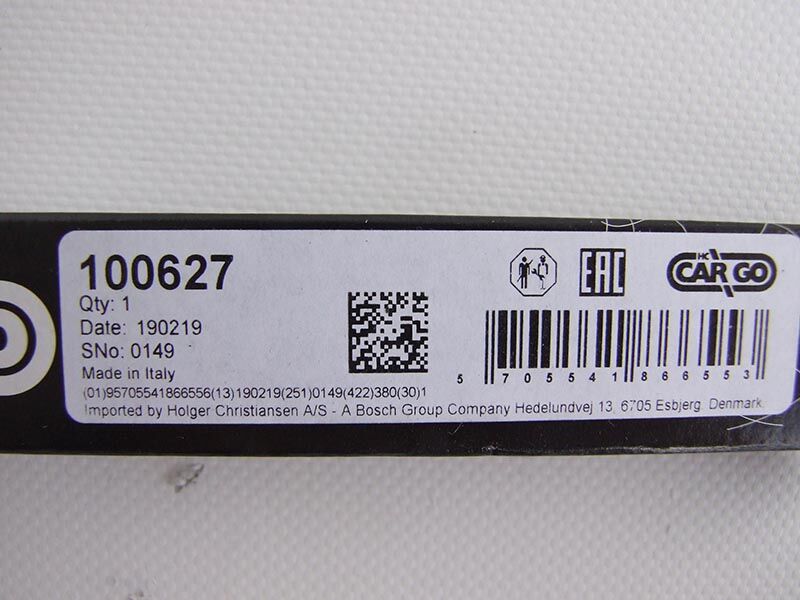 100627
Qty: 1
Date: 190219
SNo: 0149
Made in Italy
(01)95705541866556(13)190219(251)0149(422)380(30)1
Imported by Holger Christiansen A/S - A Bosch Group Company Hedelundvej 13, 6705 Esbjerg. Denmark.
EAC
HC
CARGO
5 705541 866553